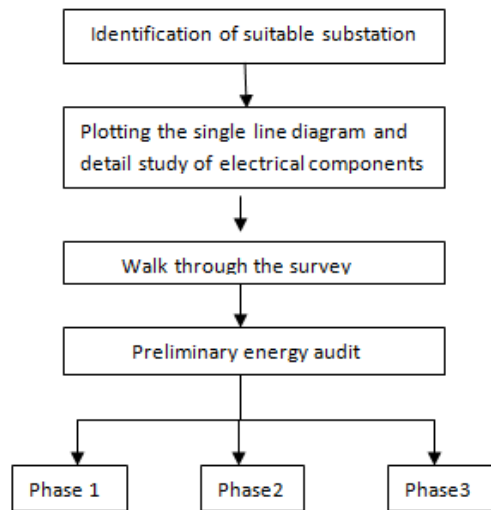 Identification of suitable substation
Plotting the single line diagram and
detail study of electrical components
Walk through the survey
Preliminary energy audit
Phase 1
Phase2
Phase3